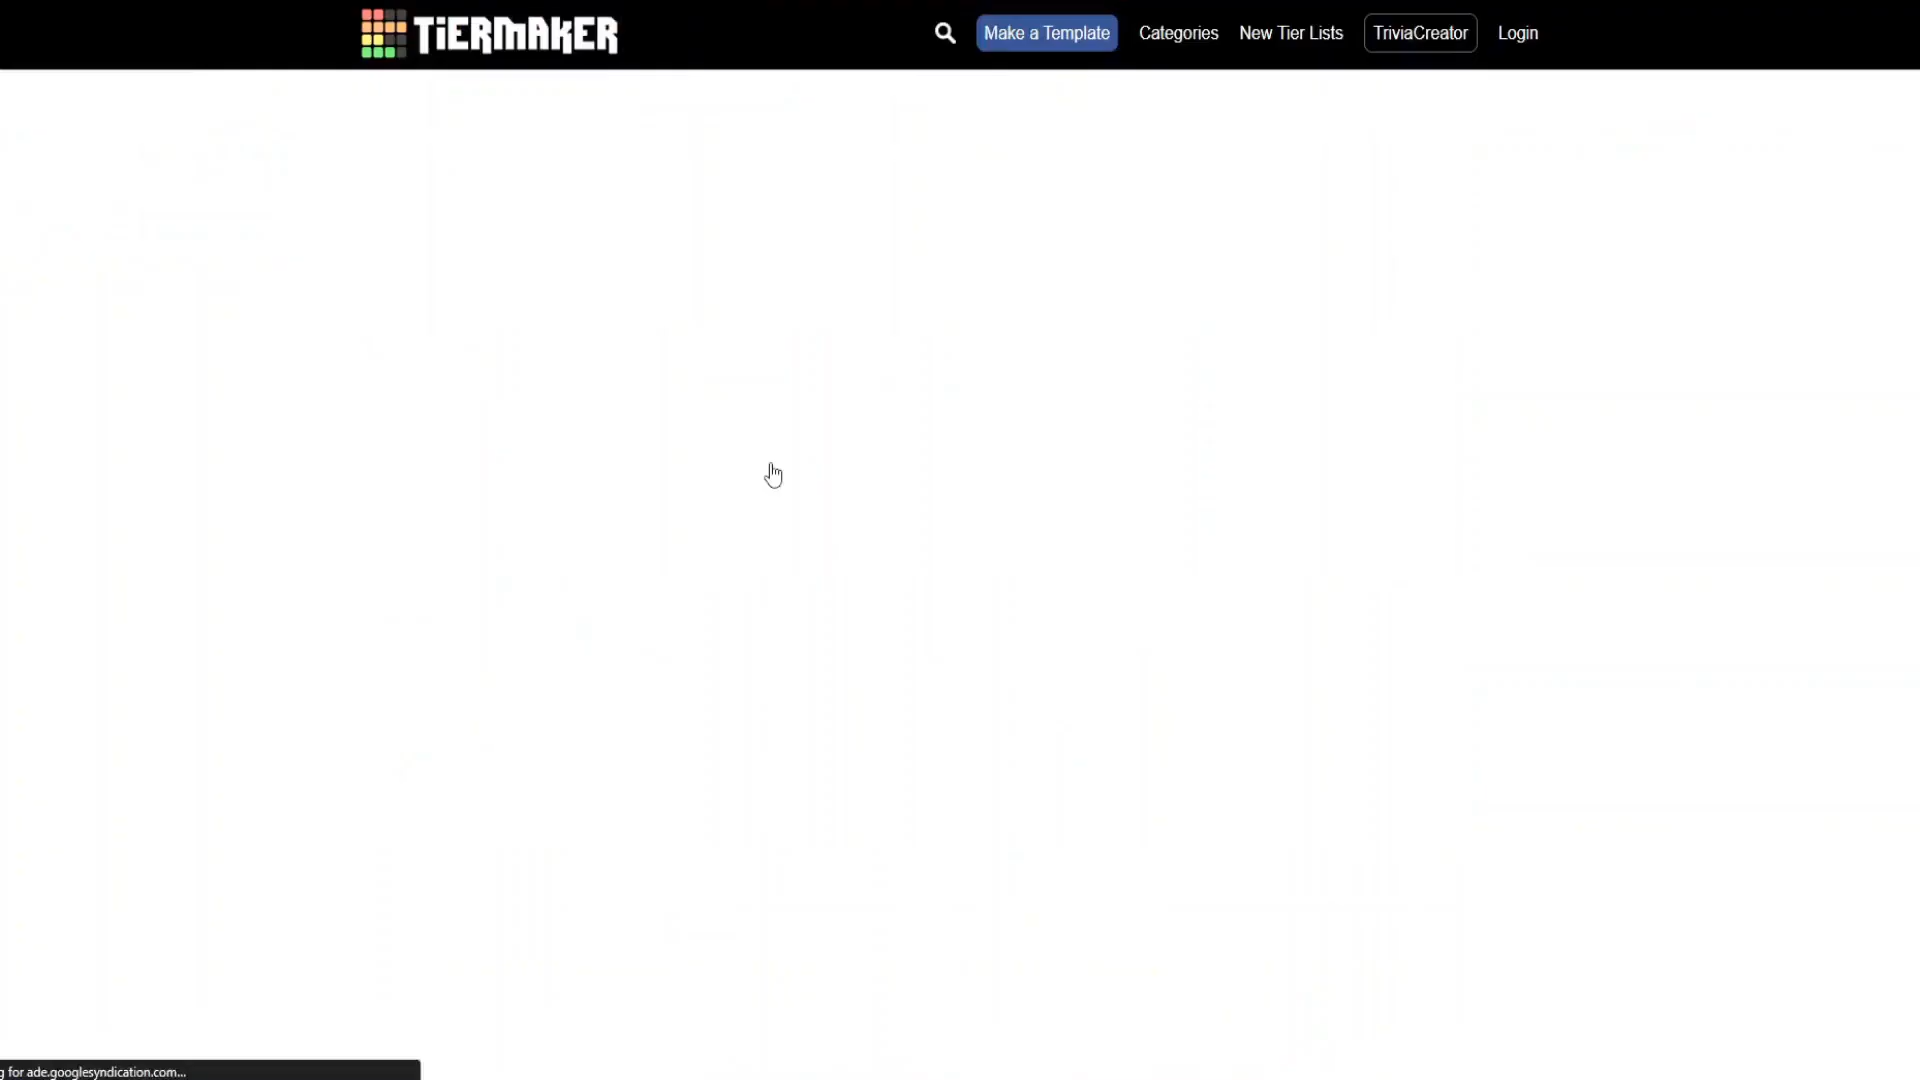 TiERMAKER
Make a Template
Categories
New Tier Lists
TriviaCreator
Login
g for ade.googlesyndication.com...